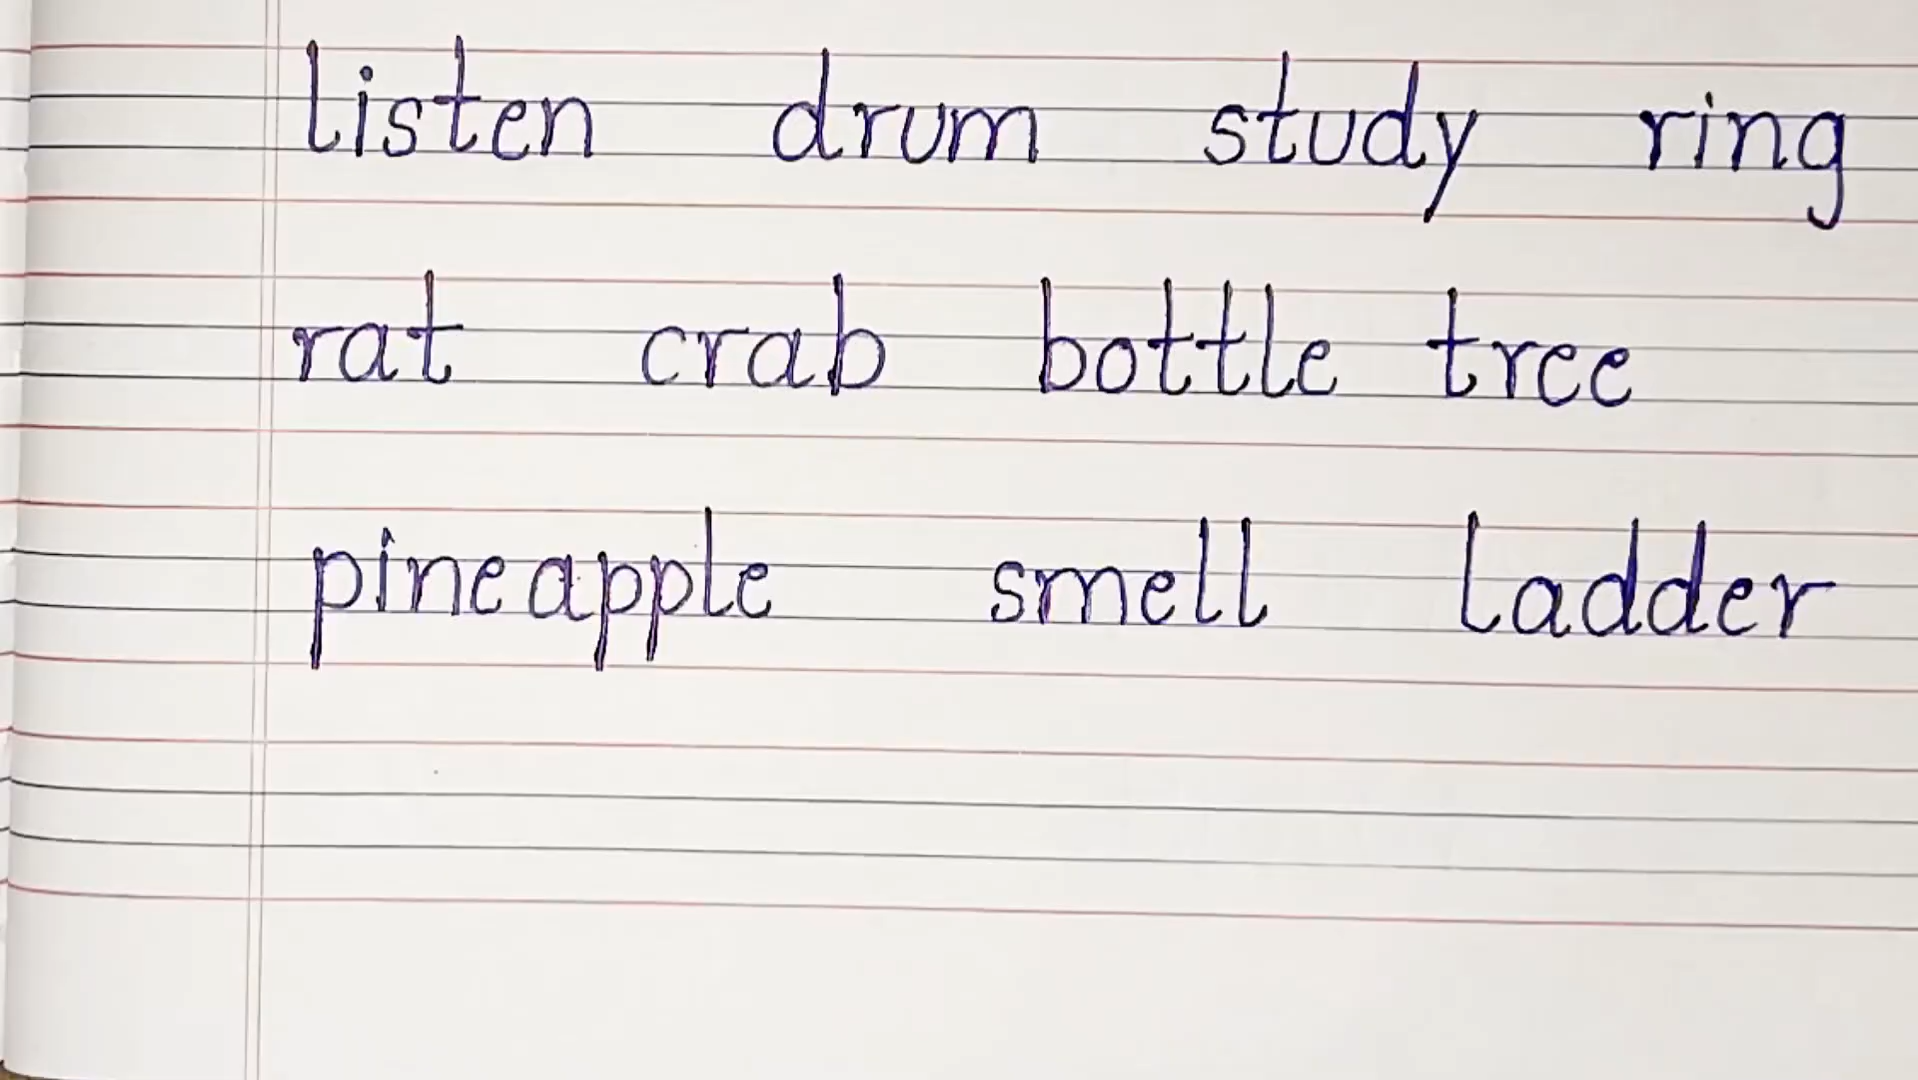 listen drum study ring
rat crab bottle tree
pineapple smell ladder